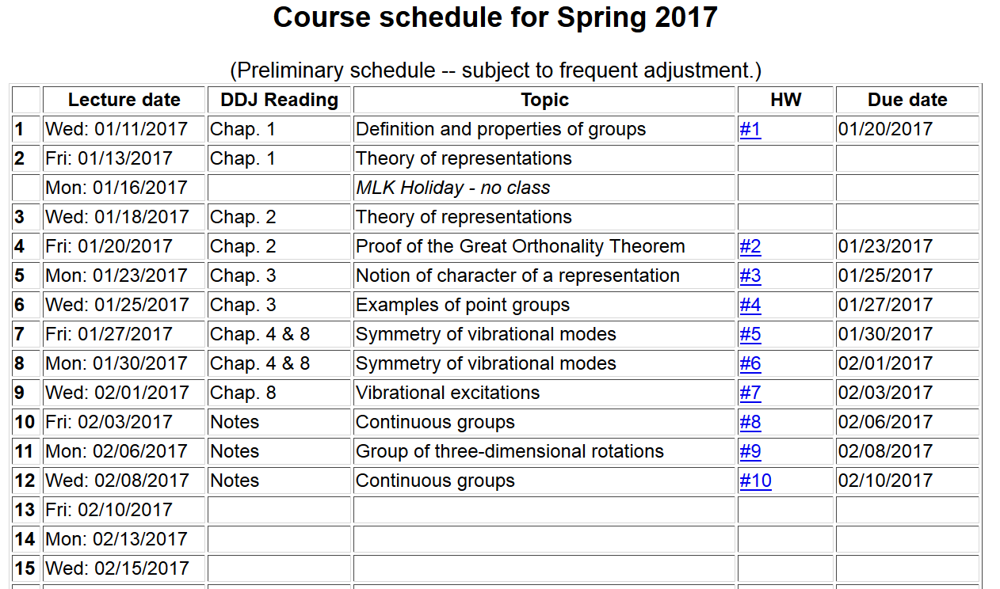 Course schedule for Spring 2017
(Preliminary schedule -- subject to frequent adjustment.)
Lecture date DDJ Reading Topic HW Due date
1 Wed: 01/11/2017 Chap. 1 Definition and properties of groups #1 01/20/2017
2 Fri: 01/13/2017 Chap. 1 Theory of representations
Mon: 01/16/2017 MLK Holiday - no class
3 Wed: 01/18/2017 Chap. 2 Theory of representations
4 Fri: 01/20/2017 Chap. 2 Proof of the Great Orthonality Theorem #2 01/23/2017
5 Mon: 01/23/2017 Chap. 3 Notion of character of a representation #3 01/25/2017
6 Wed: 01/25/2017 Chap. 3 Examples of point groups #4 01/27/2017
7 Fri: 01/27/2017 Chap. 4 & 8 Symmetry of vibrational modes #5 01/30/2017
8 Mon: 01/30/2017 Chap. 4 & 8 Symmetry of vibrational modes #6 02/01/2017
9 Wed: 02/01/2017 Chap. 8 Vibrational excitations #7 02/03/2017
10 Fri: 02/03/2017 Notes Continuous groups #8 02/06/2017
11 Mon: 02/06/2017 Notes Group of three-dimensional rotations #9 02/08/2017
12 Wed: 02/08/2017 Notes Continuous groups #10 02/10/2017
13 Fri: 02/10/2017
14 Mon: 02/13/2017
15 Wed: 02/15/2017